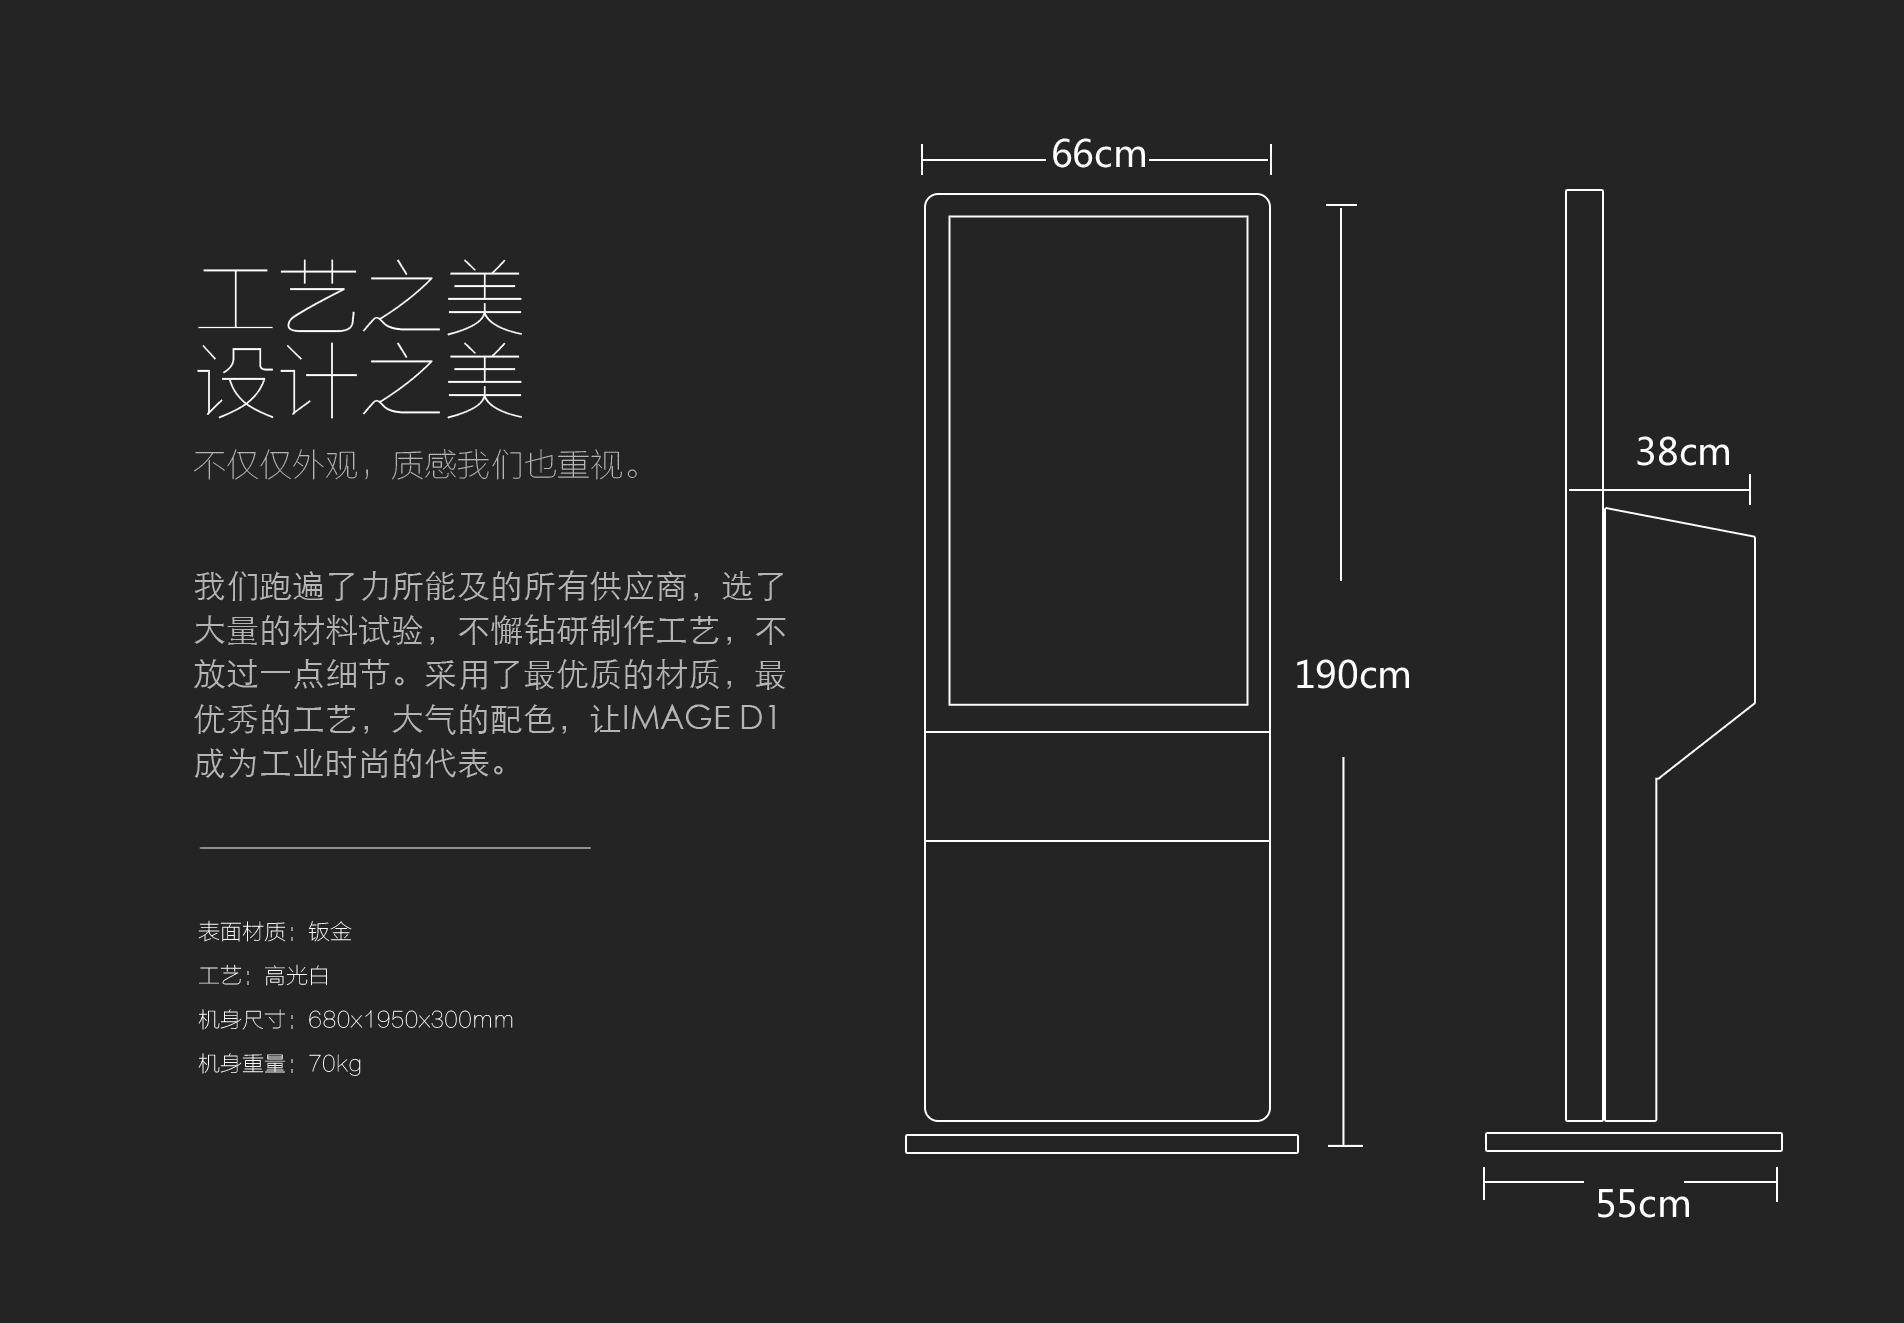 工艺之美
设计之美
不仅仅外观，质感我们也重视。
我们跑遍了力所能及的所有供应商，选了
大量的材料试验，不懈钻研制作工艺，不
放过一点细节。采用了最优质的材质，最
优秀的工艺，大气的配色，让IMAGE D1
成为工业时尚的代表。
表面材质：钣金
工艺：高光白
机身尺寸：680x1950x300mm
机身重量：70kg
66cm
190cm
38cm
55cm